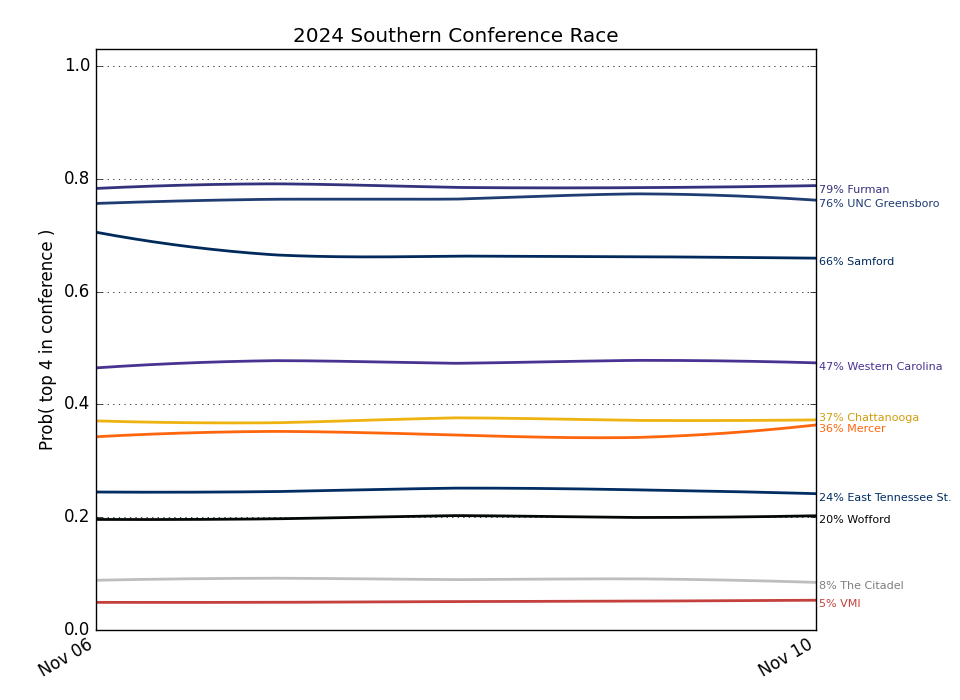 2024 Southern Conference Race
Prob( top 4 in conference )
1.0
0.8
0.6
0.4
0.2
0.0
79% Furman
76% UNC Greensboro
66% Samford
47% Western Carolina
37% Chattanooga
36% Mercer
24% East Tennessee St.
20% Wofford
8% The Citadel
5% VMI
Nov 06
Nov 10